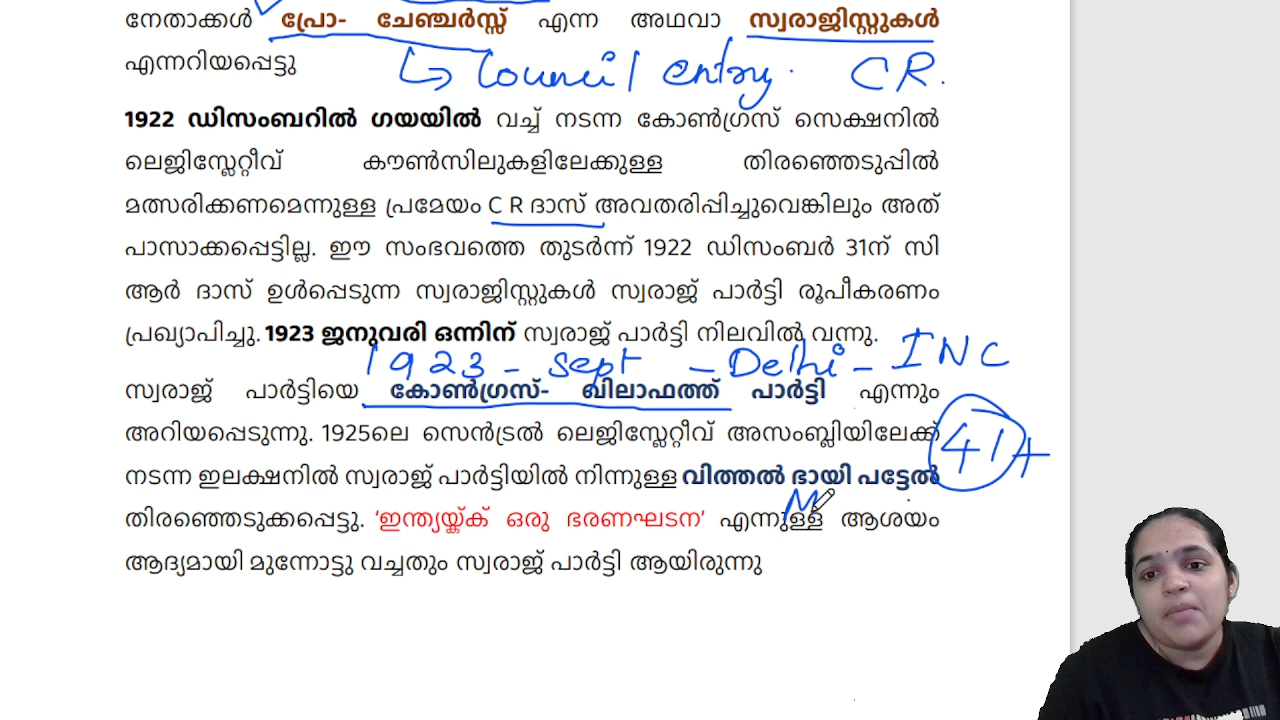 നേതാക്കൾ പ്രോ- ചേഞ്ചർസ്സ് എന്ന അഥവാ സ്വരാജിസ്റ്റുകൾ
എന്നറിയപ്പെട്ടു
↳ Council entry. CR.
1922 ഡിസംബറിൽ ഗയയിൽ വച്ച് നടന്ന കോൺഗ്രസ് സെക്ഷനിൽ
ലെജിസ്ലേറ്റീവ് കൗൺസിലുകളിലേക്കുള്ള തിരഞ്ഞെടുപ്പിൽ
മത്സരിക്കണമെന്നുള്ള പ്രമേയം C R ദാസ് അവതരിപ്പിച്ചുവെങ്കിലും അത്
പാസാക്കപ്പെട്ടില്ല. ഈ സംഭവത്തെ തുടർന്ന് 1922 ഡിസംബർ 31ന് സി
ആർ ദാസ് ഉൾപ്പെടുന്ന സ്വരാജിസ്റ്റുകൾ സ്വരാജ് പാർട്ടി രൂപീകരണം
പ്രഖ്യാപിച്ചു. 1923 ജനുവരി ഒന്നിന് സ്വരാജ് പാർട്ടി നിലവിൽ വന്നു.
1923 - Sept - Delhi - INC
സ്വരാജ് പാർട്ടിയെ കോൺഗ്രസ്- ഖിലാഫത്ത് പാർട്ടി എന്നും
അറിയപ്പെടുന്നു. 1925ലെ സെൻട്രൽ ലെജിസ്ലേറ്റീവ് അസംബ്ലിയിലേക്ക്
41+
നടന്ന ഇലക്ഷനിൽ സ്വരാജ് പാർട്ടിയിൽ നിന്നുള്ള വിത്തൽ ഭായി പട്ടേൽ
തിരഞ്ഞെടുക്കപ്പെട്ടു. 'ഇന്ത്യയ്ക്ക് ഒരു ഭരണഘടന' എന്നുള്ള ആശയം
ആദ്യമായി മുന്നോട്ടു വച്ചതും സ്വരാജ് പാർട്ടി ആയിരുന്നു